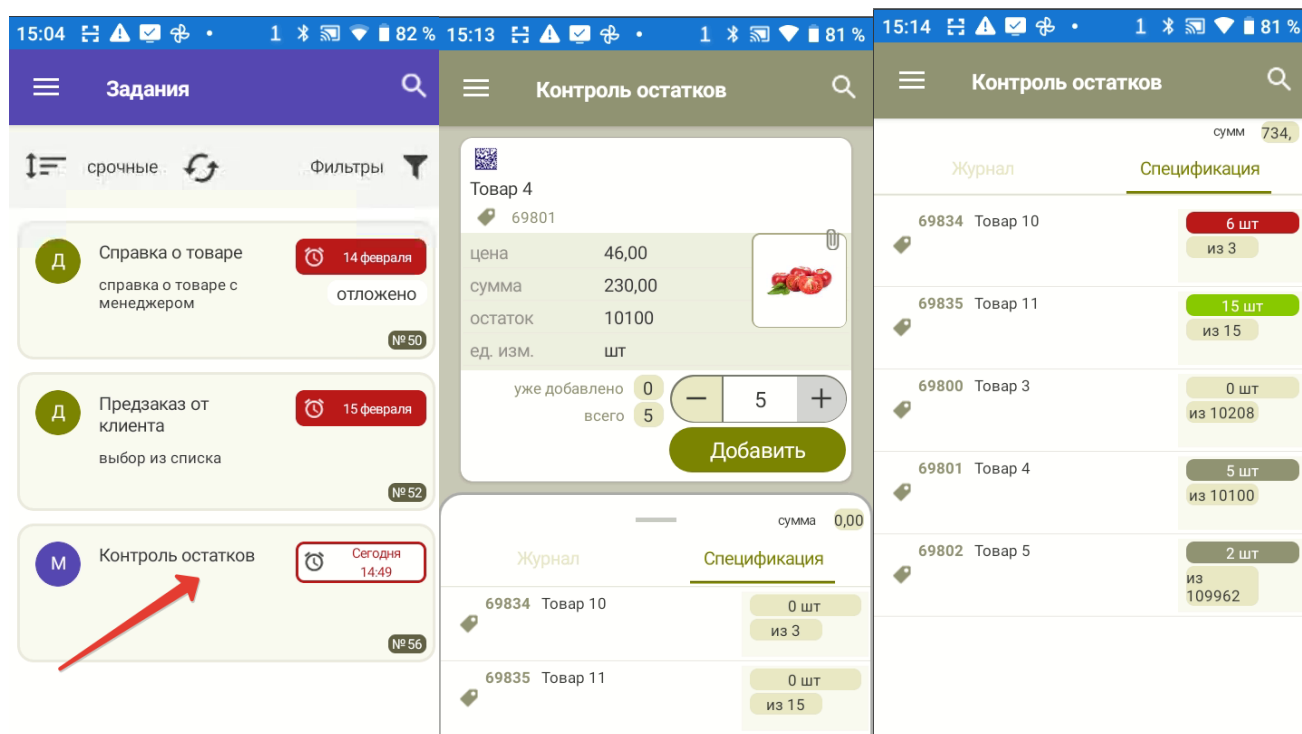 15:04 1 82 %
Задания
срочные Фильтры
Д Справка о товаре 14 февраля
справка о товаре с
менеджером
отложено
№ 50
Д Предзаказ от
клиента
15 февраля
выбор из списка
№ 52
М Контроль остатков Сегодня
14:49
№ 56
15:13 1 81 %
Контроль остатков
Товар 4
69801
цена 46,00
сумма 230,00
остаток 10100
ед. изм. шт
уже добавлено 0
всего 5
− 5 +
Добавить
сумма 0,00
Журнал Спецификация
69834 Товар 10 0 шт
из 3
69835 Товар 11 0 шт
из 15
15:14 1 81 %
Контроль остатков
сумм 734,
Журнал Спецификация
69834 Товар 10 6 шт
из 3
69835 Товар 11 15 шт
из 15
69800 Товар 3 0 шт
из 10208
69801 Товар 4 5 шт
из 10100
69802 Товар 5 2 шт
из
109962